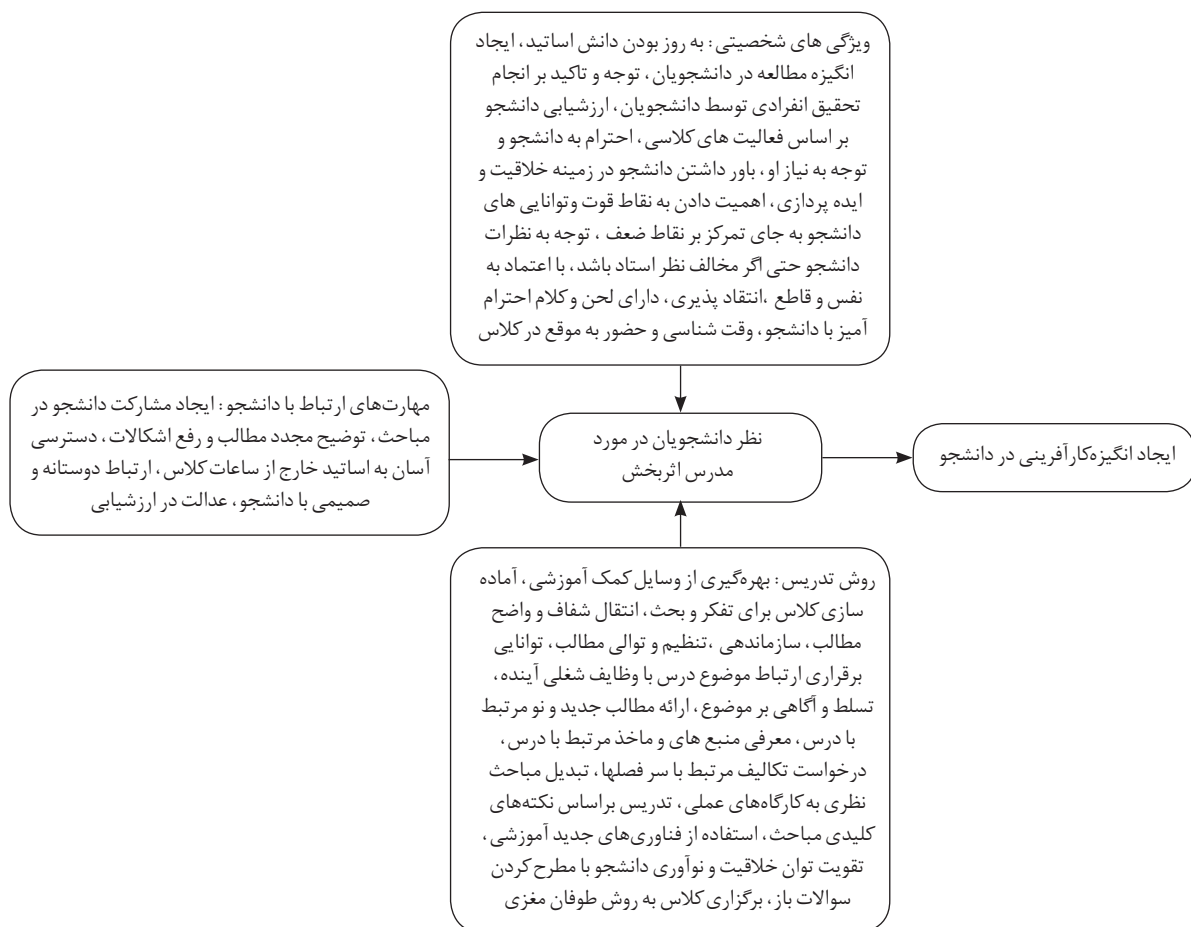 ویژگی های شخصیتی: به روز بودن دانش اساتید، ایجاد
انگیزه مطالعه در دانشجویان، توجه و تاکید بر انجام
تحقیق انفرادی توسط دانشجویان، ارزشیابی دانشجو
بر اساس فعالیت های کلاسی، احترام به دانشجو و
توجه به نیاز او، باور داشتن دانشجو در زمینه خلاقیت و
ایده پردازی، اهمیت دادن به نقاط قوت وتوانایی های
دانشجو به جای تمرکز بر نقاط ضعف ، توجه به نظرات
دانشجو حتی اگر مخالف نظر استاد باشد، با اعتماد به
نفس و قاطع ،انتقاد پذیری، دارای لحن و کلام احترام
آمیز با دانشجو، وقت شناسی و حضور به موقع در کلاس
مهارت‌های ارتباط با دانشجو: ایجاد مشارکت دانشجو در
مباحث، توضیح مجدد مطالب و رفع اشکالات، دسترسی
آسان به اساتید خارج از ساعات کلاس، ارتباط دوستانه و
صمیمی با دانشجو، عدالت در ارزشیابی
نظر دانشجویان در مورد
مدرس اثربخش
ایجاد انگیزه‌کارآفرینی در دانشجو
روش تدریس: بهره‌گیری از وسایل کمک آموزشی، آماده
سازی کلاس برای تفکر و بحث، انتقال شفاف و واضح
مطالب، سازماندهی ،تنظیم و توالی مطالب، توانایی
برقراری ارتباط موضوع درس با وظایف شغلی آینده،
تسلط و آگاهی بر موضوع، ارائه مطالب جدید و نو مرتبط
با درس، معرفی منبع های و ماخذ مرتبط با درس،
درخواست تکالیف مرتبط با سر فصلها، تبدیل مباحث
نظری به کارگاه‌های عملی، تدریس براساس نکته‌های
کلیدی مباحث، استفاده از فناوری‌های جدید آموزشی،
تقویت توان خلاقیت و نوآوری دانشجو با مطرح کردن
سوالات باز، برگزاری کلاس به روش طوفان مغزی